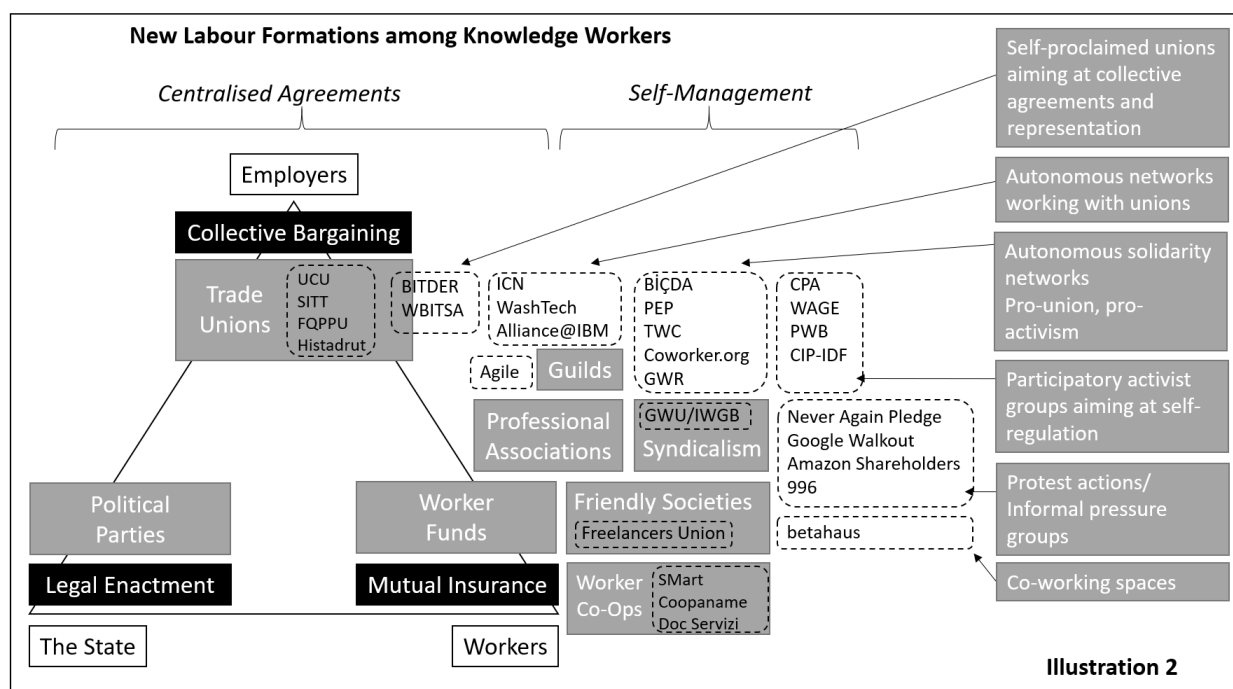 New Labour Formations among Knowledge Workers
Centralised Agreements
Self-Management
Employers
Collective Bargaining
Trade
Unions
UCU
SITT
FQPPU
Histadrut
BITDER
WBITSA
ICN
WashTech
Alliance@IBM
BİÇDA
PEP
TWC
Coworker.org
GWR
CPA
WAGE
PWB
CIP-IDF
Agile
Guilds
Professional
Associations
GWU/IWGB
Syndicalism
Never Again Pledge
Google Walkout
Amazon Shareholders
996
Political
Parties
Worker
Funds
Friendly Societies
Freelancers Union
betahaus
Legal Enactment
Mutual Insurance
Worker
Co-Ops
SMart
Coopaname
Doc Servizi
The State
Workers
Self-proclaimed unions
aiming at collective
agreements and
representation
Autonomous networks
working with unions
Autonomous solidarity
networks
Pro-union, pro-
activism
Participatory activist
groups aiming at self-
regulation
Protest actions/
Informal pressure
groups
Co-working spaces
Illustration 2